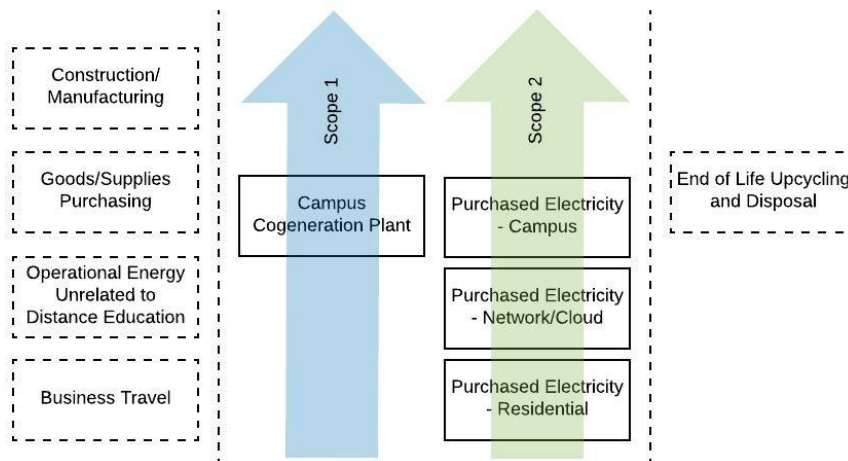 Construction/
Manufacturing
Goods/Supplies
Purchasing
Operational Energy
Unrelated to
Distance Education
Business Travel
Scope 1
Campus
Cogeneration Plant
Scope 2
Purchased Electricity
- Campus
Purchased Electricity
- Network/Cloud
Purchased Electricity
- Residential
End of Life Upcycling
and Disposal